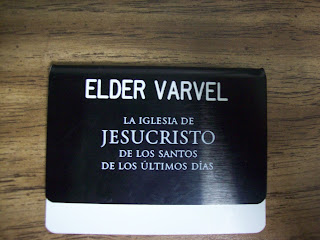 ELDER VARVEL
LA IGLESIA DE
JESUCRISTO
DE LOS SANTOS
DE LOS ÚLTIMOS DÍAS